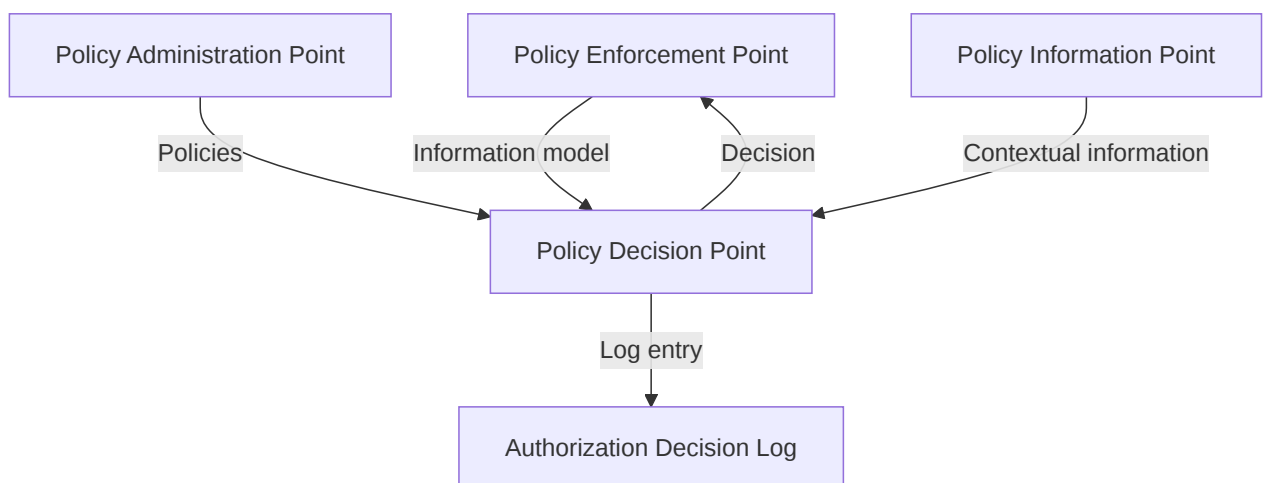 Policy Administration Point
Policy Enforcement Point
Policy Information Point
Policies
Information model
Decision
Contextual information
Policy Decision Point
Log entry
Authorization Decision Log